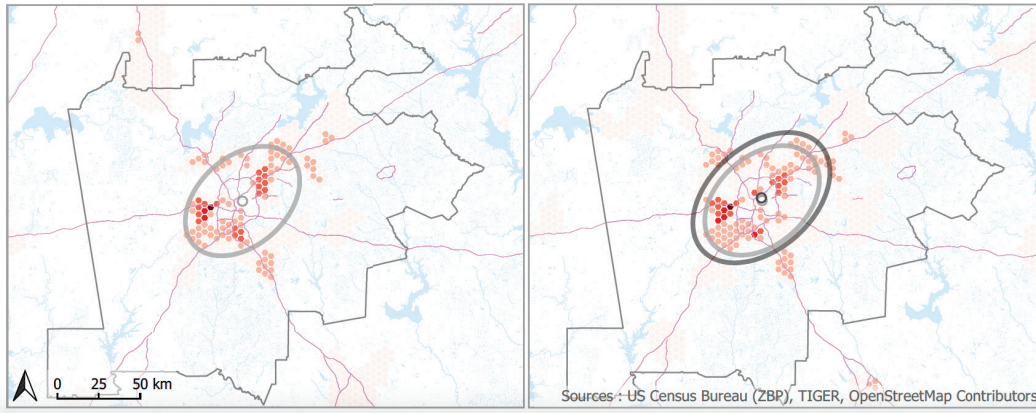 0 25 50 km
Sources : US Census Bureau (ZBP), TIGER, OpenStreetMap Contributors